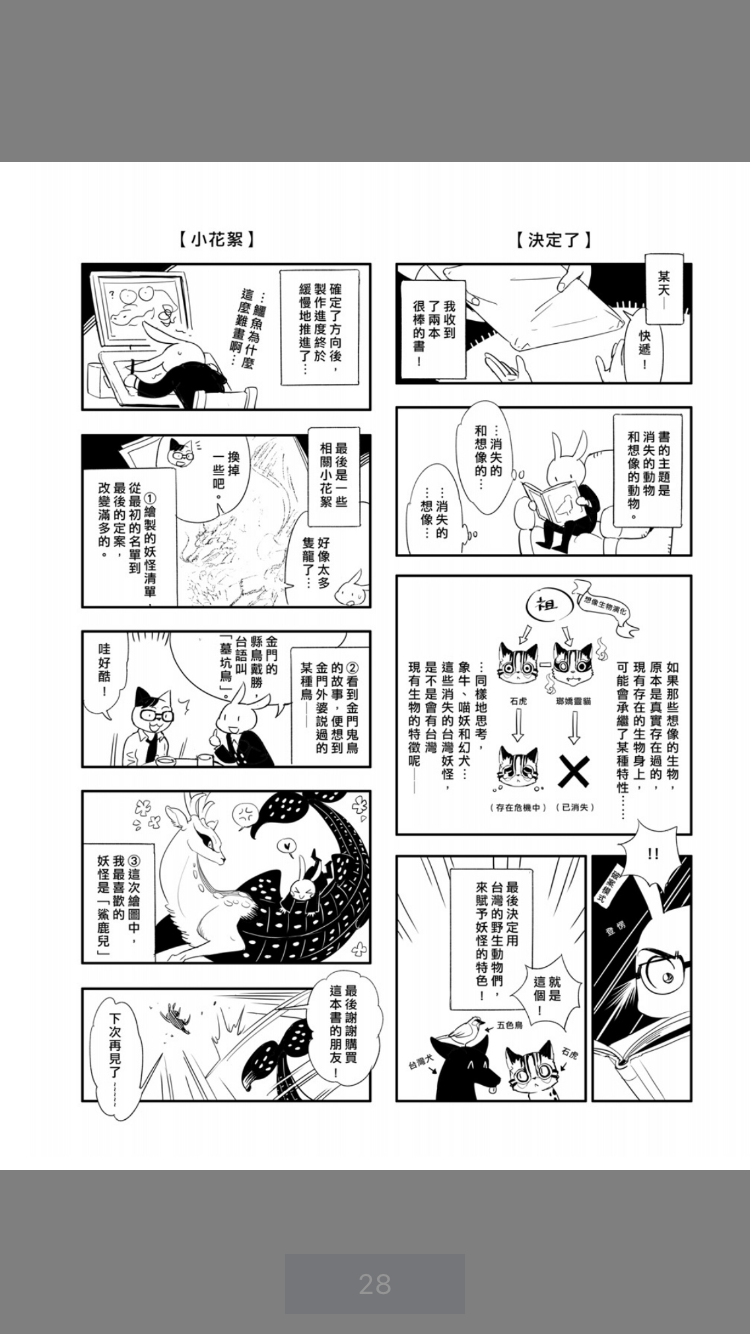 【決定了】
某天——
快遞！
我收到
了兩本
很棒的書！
書的主題是
消失的動物
和想像的動物。
…消失的
和想像的…
…消失的
…想像…
想像生物演化
祖
石虎
瑯嬌靈貓
（存在危機中）
（已消失）
如果那些想像的生物，
原本是真實存在過的，
現有存在的生物身上，
可能會承繼了某種特性……
…同樣地思考，
象牛、喵妖和幻犬…
這些消失的台灣妖怪，
是不是會有台灣
現有生物的特徵呢——
!!
登愣
最後決定用
台灣的野生動物們，
來賦予妖怪的特色！
就是
這個！
五色鳥
台灣犬
石虎
【小花絮】
確定了方向後，
製作進度終於
緩慢地推進了…
…鱷魚為什麼
這麼難畫啊…
?
最後是一些
相關小花絮
好像太多
隻龍了…
換掉
一些吧。
①繪製的妖怪清單，
從最初的名單到
最後的定案，
改變滿多的。
②看到金門鬼鳥
的故事，便想到
金門外婆說過的
某種鳥——
金門的
縣鳥戴勝，
台語叫
「墓坑鳥」。
哇好酷！
③這次繪圖中，
我最喜歡的
妖怪是「鯊鹿兒」
最後謝謝購買
這本書的朋友！
下次再見了~~~
28